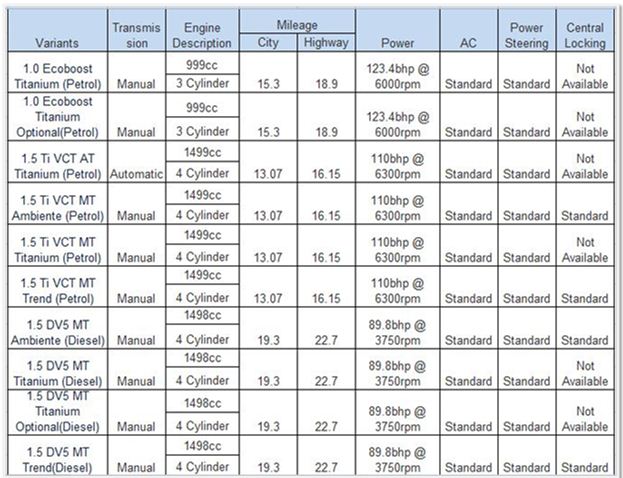 Variants Transmis sion Engine Description Mileage City Highway Power AC Power Steering Central Locking
1.0 Ecoboost Titanium (Petrol) Manual 999cc 3 Cylinder 15.3 18.9 123.4bhp @ 6000rpm Standard Standard Not Available
1.0 Ecoboost Titanium Optional(Petrol) Manual 999cc 3 Cylinder 15.3 18.9 123.4bhp @ 6000rpm Standard Standard Not Available
1.5 Ti VCT AT Titanium (Petrol) Automatic 1499cc 4 Cylinder 13.07 16.15 110bhp @ 6300rpm Standard Standard Not Available
1.5 Ti VCT MT Ambiente (Petrol) Manual 1499cc 4 Cylinder 13.07 16.15 110bhp @ 6300rpm Standard Standard Standard
1.5 Ti VCT MT Titanium (Petrol) Manual 1499cc 4 Cylinder 13.07 16.15 110bhp @ 6300rpm Standard Standard Not Available
1.5 Ti VCT MT Trend (Petrol) Manual 1499cc 4 Cylinder 13.07 16.15 110bhp @ 6300rpm Standard Standard Standard
1.5 DV5 MT Ambiente (Diesel) Manual 1498cc 4 Cylinder 19.3 22.7 89.8bhp @ 3750rpm Standard Standard Standard
1.5 DV5 MT Titanium (Diesel) Manual 1498cc 4 Cylinder 19.3 22.7 89.8bhp @ 3750rpm Standard Standard Not Available
1.5 DV5 MT Titanium Optional(Diesel) Manual 1498cc 4 Cylinder 19.3 22.7 89.8bhp @ 3750rpm Standard Standard Not Available
1.5 DV5 MT Trend(Diesel) Manual 1498cc 4 Cylinder 19.3 22.7 89.8bhp @ 3750rpm Standard Standard Standard